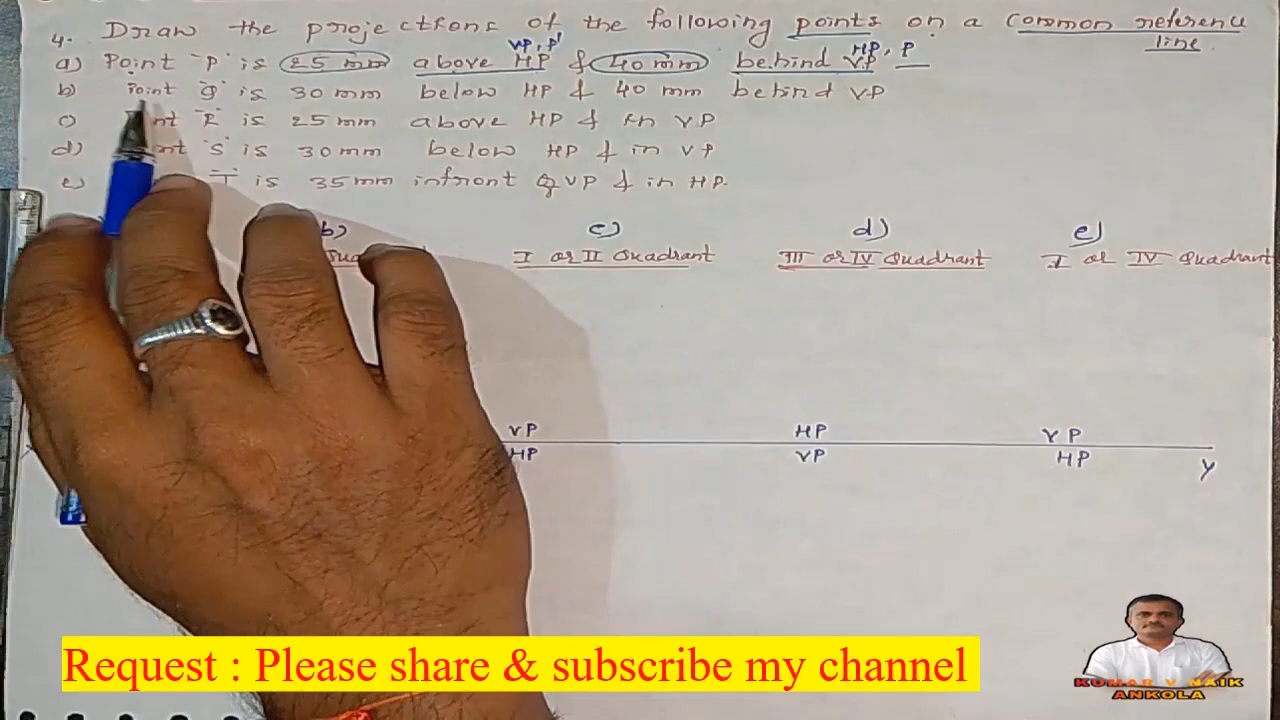 4. Draw the projections of the following points on a common reference line.
VP, P' HP, P
a) Point "P" is 25 mm above HP & 40 mm behind VP
b) Point "Q" is 30 mm below HP & 40 mm behind VP
c) nt "R" is 25 mm above HP & in VP
d) nt "S" is 30 mm below HP & in VP
e) "T" is 35 mm infront of VP & in HP.
b) c) d) e)
I or II Quadrant III or IV Quadrant I or IV Quadrant
VP HP VP
HP VP HP
y
Request : Please share & subscribe my channel
KUMAR V NAIK
ANKOLA